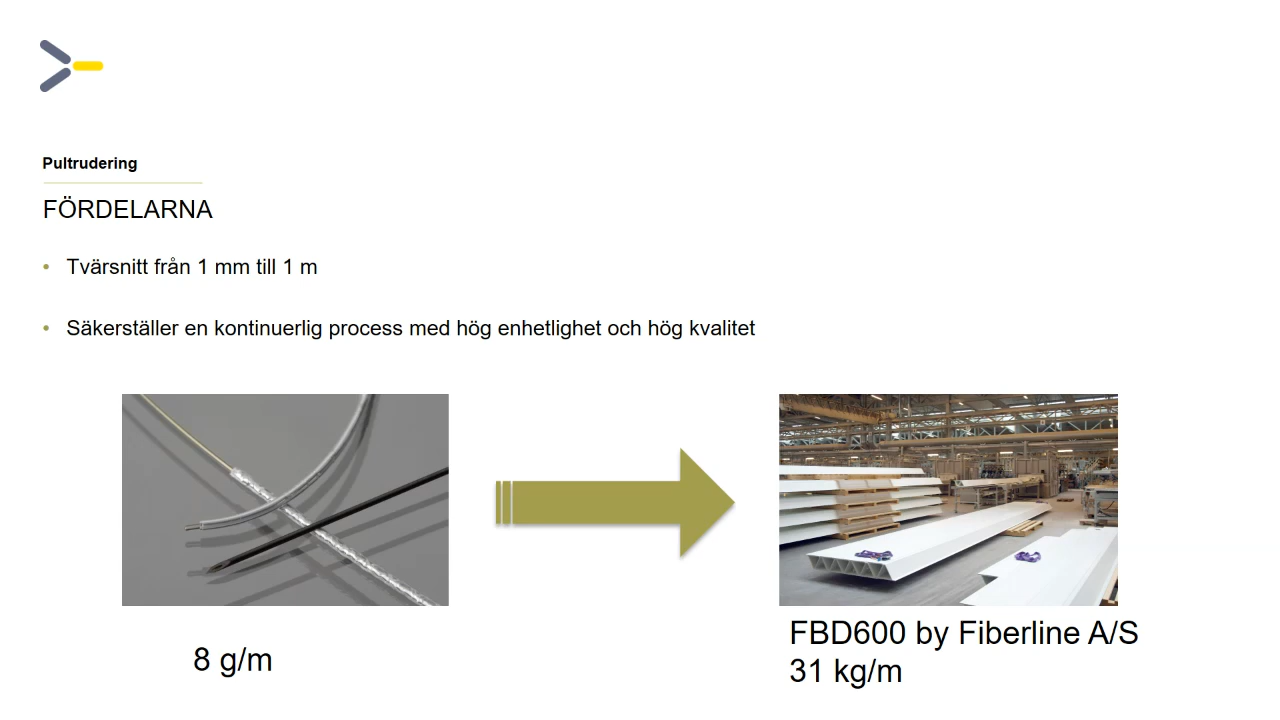 Pultrudering
FÖRDELARNA
• Tvärsnitt från 1 mm till 1 m
• Säkerställer en kontinuerlig process med hög enhetlighet och hög kvalitet
8 g/m
FBD600 by Fiberline A/S
31 kg/m